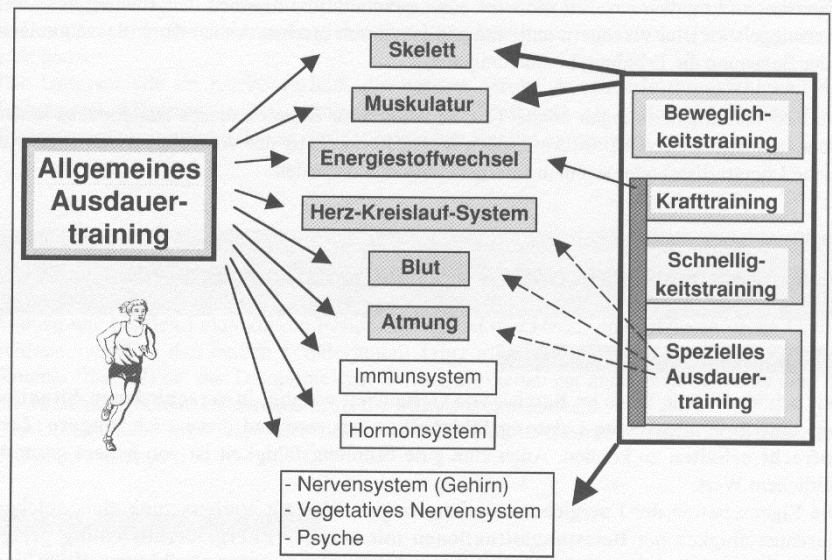 Allgemeines
Ausdauer-
training
Skelett
Muskulatur
Energiestoffwechsel
Herz-Kreislauf-System
Blut
Atmung
Immunsystem
Hormonsystem
- Nervensystem (Gehirn)
- Vegetatives Nervensystem
- Psyche
Beweglich-
keitstraining
Krafttraining
Schnellig-
keitstraining
Spezielles
Ausdauer-
training